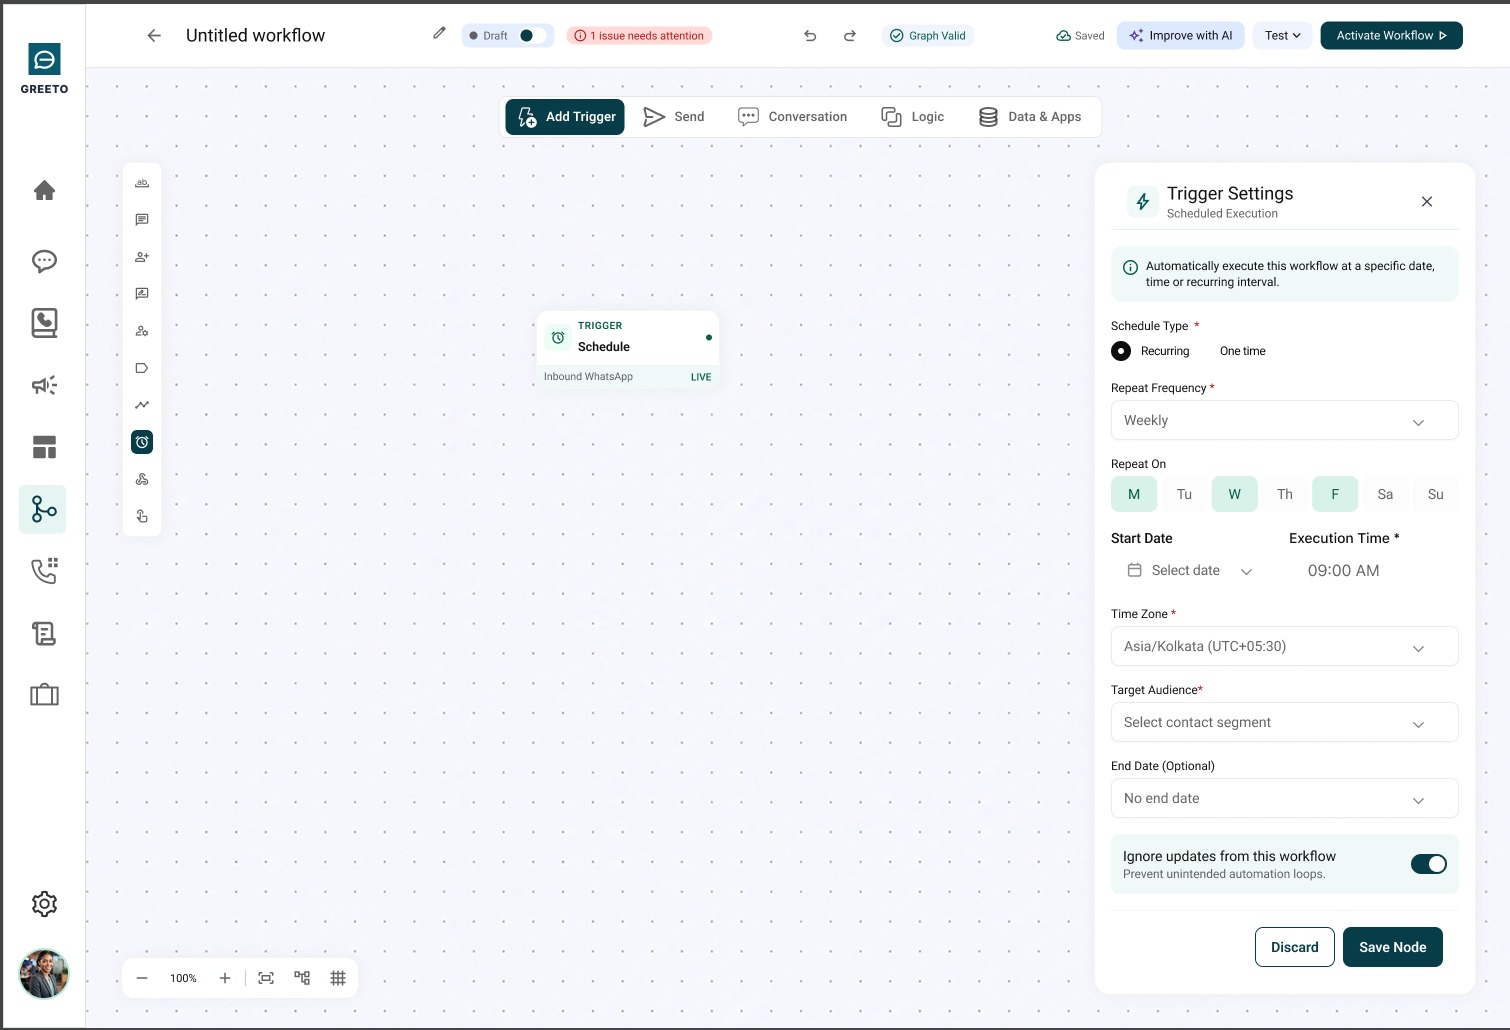 GREETO
Untitled workflow
Draft
1 issue needs attention
Graph Valid
Saved
Improve with AI
Test
Activate Workflow
Add Trigger
Send
Conversation
Logic
Data & Apps
ab
TRIGGER
Schedule
Inbound WhatsApp
LIVE
100%
Trigger Settings
Scheduled Execution
Automatically execute this workflow at a specific date,
time or recurring interval.
Schedule Type *
Recurring
One time
Repeat Frequency *
Weekly
Repeat On
M Tu W Th F Sa Su
Start Date
Execution Time *
Select date
09:00 AM
Time Zone *
Asia/Kolkata (UTC+05:30)
Target Audience*
Select contact segment
End Date (Optional)
No end date
Ignore updates from this workflow
Prevent unintended automation loops.
Discard
Save Node